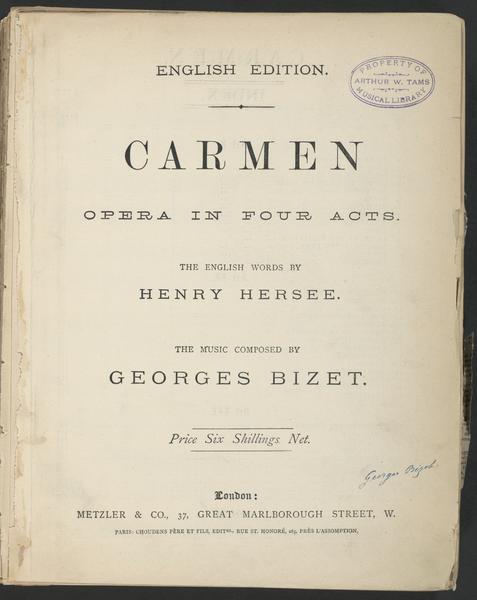 ENGLISH EDITION.
PROPERTY OF
ARTHUR W. TAMS
MUSICAL LIBRARY
CARMEN
OPERA IN FOUR ACTS.
THE ENGLISH WORDS BY
HENRY HERSEE.
THE MUSIC COMPOSED BY
GEORGES BIZET.
Price Six Shillings Net.
Georges Bizet
London:
METZLER & CO., 37, GREAT MARLBOROUGH STREET, W.
PARIS: CHOUDENS PÈRE ET FILS, EDITRS. RUE ST. HONORÉ, 265, PRÈS L'ASSOMPTION,